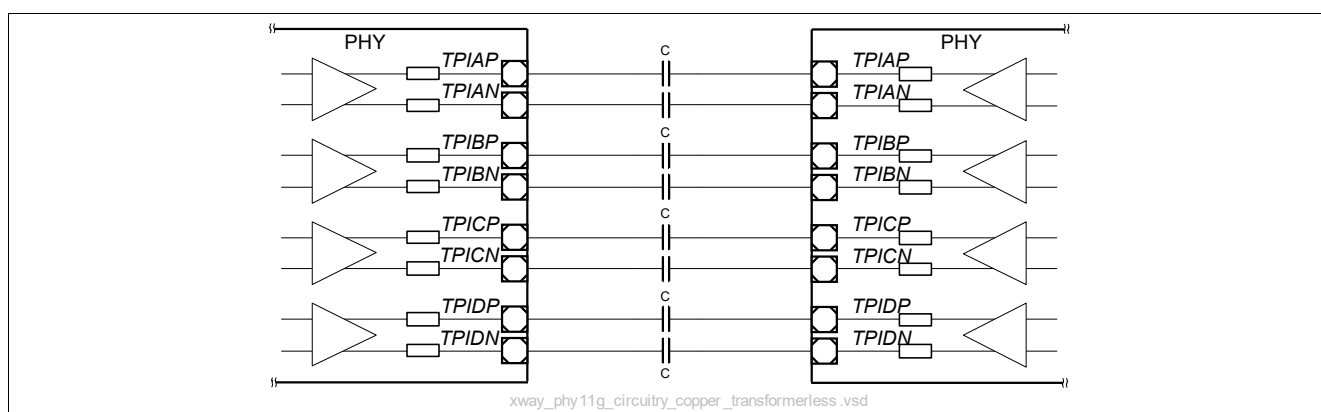 PHY PHY
C
TPIAP TPIAP
TPIAN TPIAN
C
TPIBP TPIBP
TPIBN TPIBN
C
TPICP TPICP
TPICN TPICN
C
TPIDP TPIDP
TPIDN TPIDN
C
xway_phy11g_circuitry_copper_transformerless.vsd